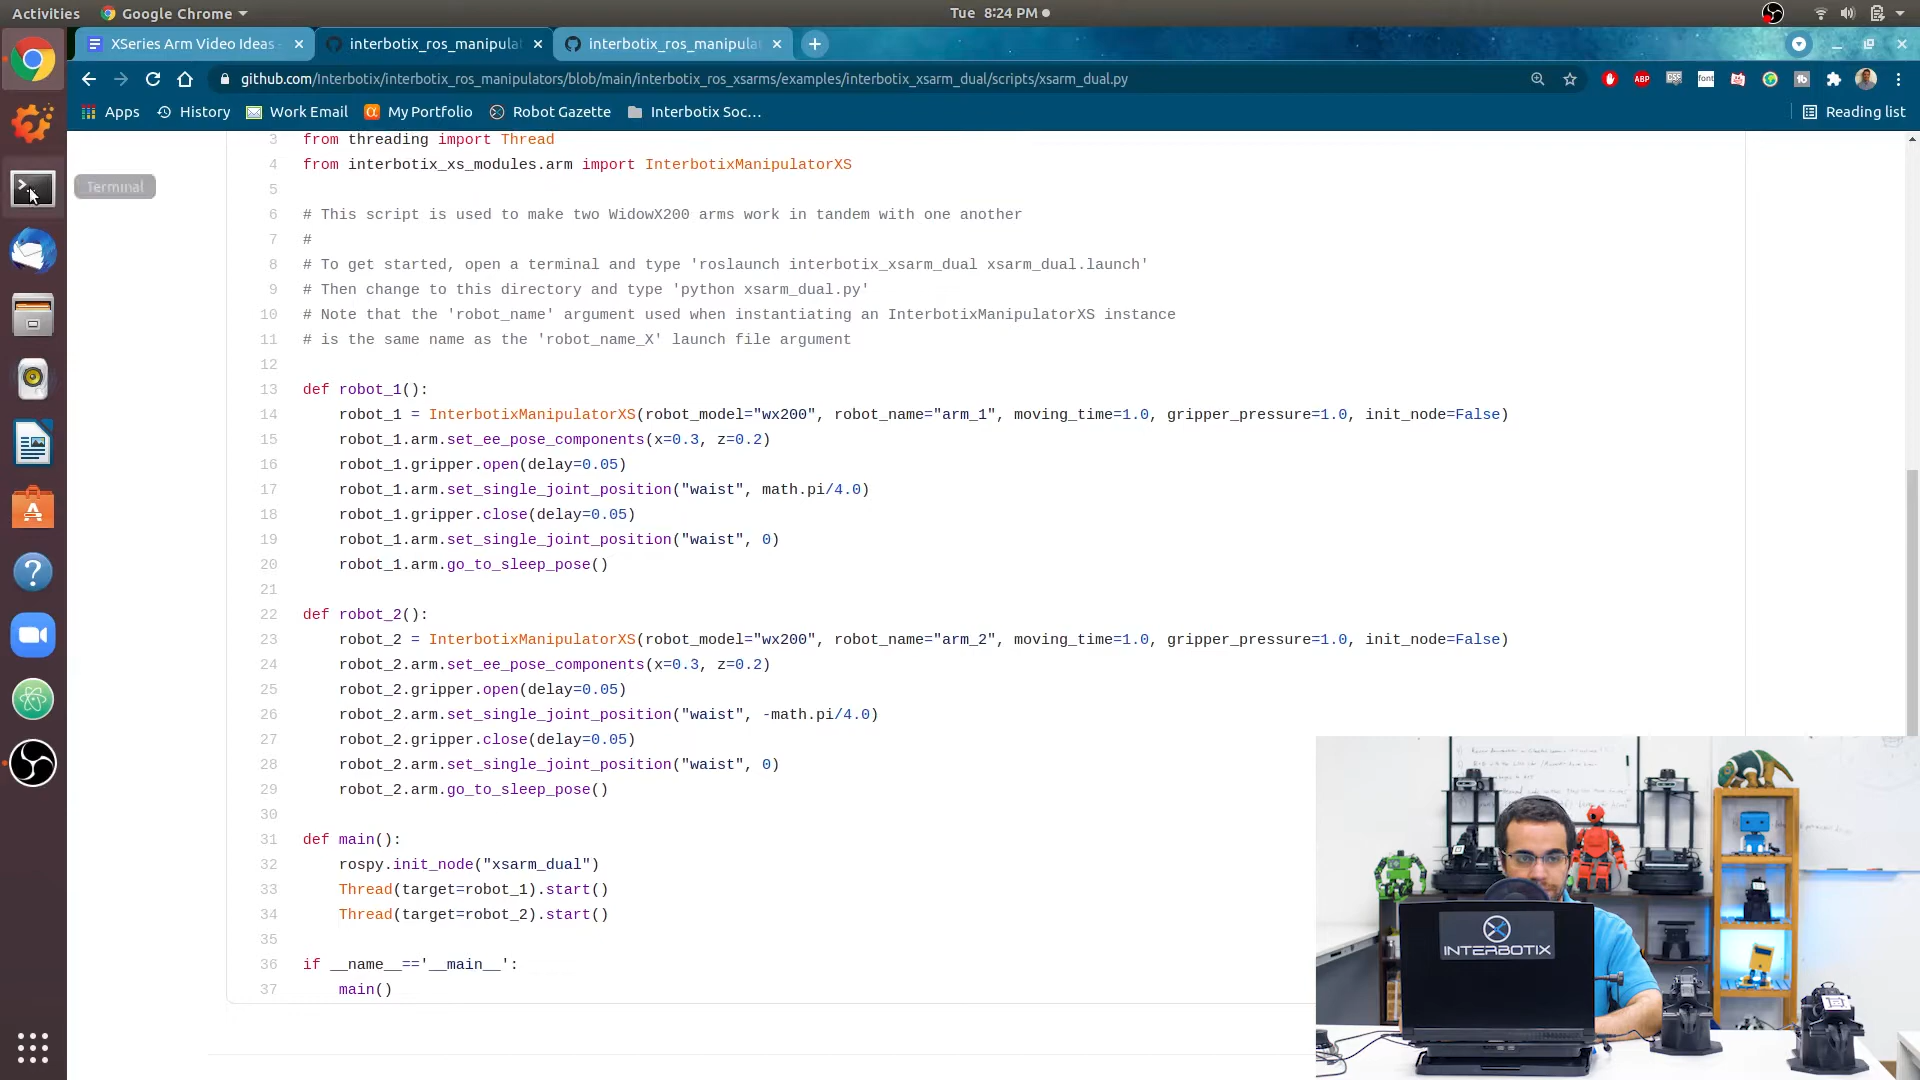 Activities
Google Chrome
Tue 8:24 PM
XSeries Arm Video Ideas
interbotix_ros_manipulat
interbotix_ros_manipulat
github.com/Interbotix/interbotix_ros_manipulators/blob/main/interbotix_ros_xsarms/examples/interbotix_xsarm_dual/scripts/xsarm_dual.py
ABP
CSS
font
Apps
History
Work Email
My Portfolio
Robot Gazette
Interbotix Soc…
Reading list
Terminal
3 from threading import Thread
4 from interbotix_xs_modules.arm import InterbotixManipulatorXS
5
6 # This script is used to make two WidowX200 arms work in tandem with one another
7 #
8 # To get started, open a terminal and type 'roslaunch interbotix_xsarm_dual xsarm_dual.launch'
9 # Then change to this directory and type 'python xsarm_dual.py'
10 # Note that the 'robot_name' argument used when instantiating an InterbotixManipulatorXS instance
11 # is the same name as the 'robot_name_X' launch file argument
12
13 def robot_1():
14 robot_1 = InterbotixManipulatorXS(robot_model="wx200", robot_name="arm_1", moving_time=1.0, gripper_pressure=1.0, init_node=False)
15 robot_1.arm.set_ee_pose_components(x=0.3, z=0.2)
16 robot_1.gripper.open(delay=0.05)
17 robot_1.arm.set_single_joint_position("waist", math.pi/4.0)
18 robot_1.gripper.close(delay=0.05)
19 robot_1.arm.set_single_joint_position("waist", 0)
20 robot_1.arm.go_to_sleep_pose()
21
22 def robot_2():
23 robot_2 = InterbotixManipulatorXS(robot_model="wx200", robot_name="arm_2", moving_time=1.0, gripper_pressure=1.0, init_node=False)
24 robot_2.arm.set_ee_pose_components(x=0.3, z=0.2)
25 robot_2.gripper.open(delay=0.05)
26 robot_2.arm.set_single_joint_position("waist", -math.pi/4.0)
27 robot_2.gripper.close(delay=0.05)
28 robot_2.arm.set_single_joint_position("waist", 0)
29 robot_2.arm.go_to_sleep_pose()
30
31 def main():
32 rospy.init_node("xsarm_dual")
33 Thread(target=robot_1).start()
34 Thread(target=robot_2).start()
35
36 if __name__=='__main__':
37 main()
INTERBOTIX